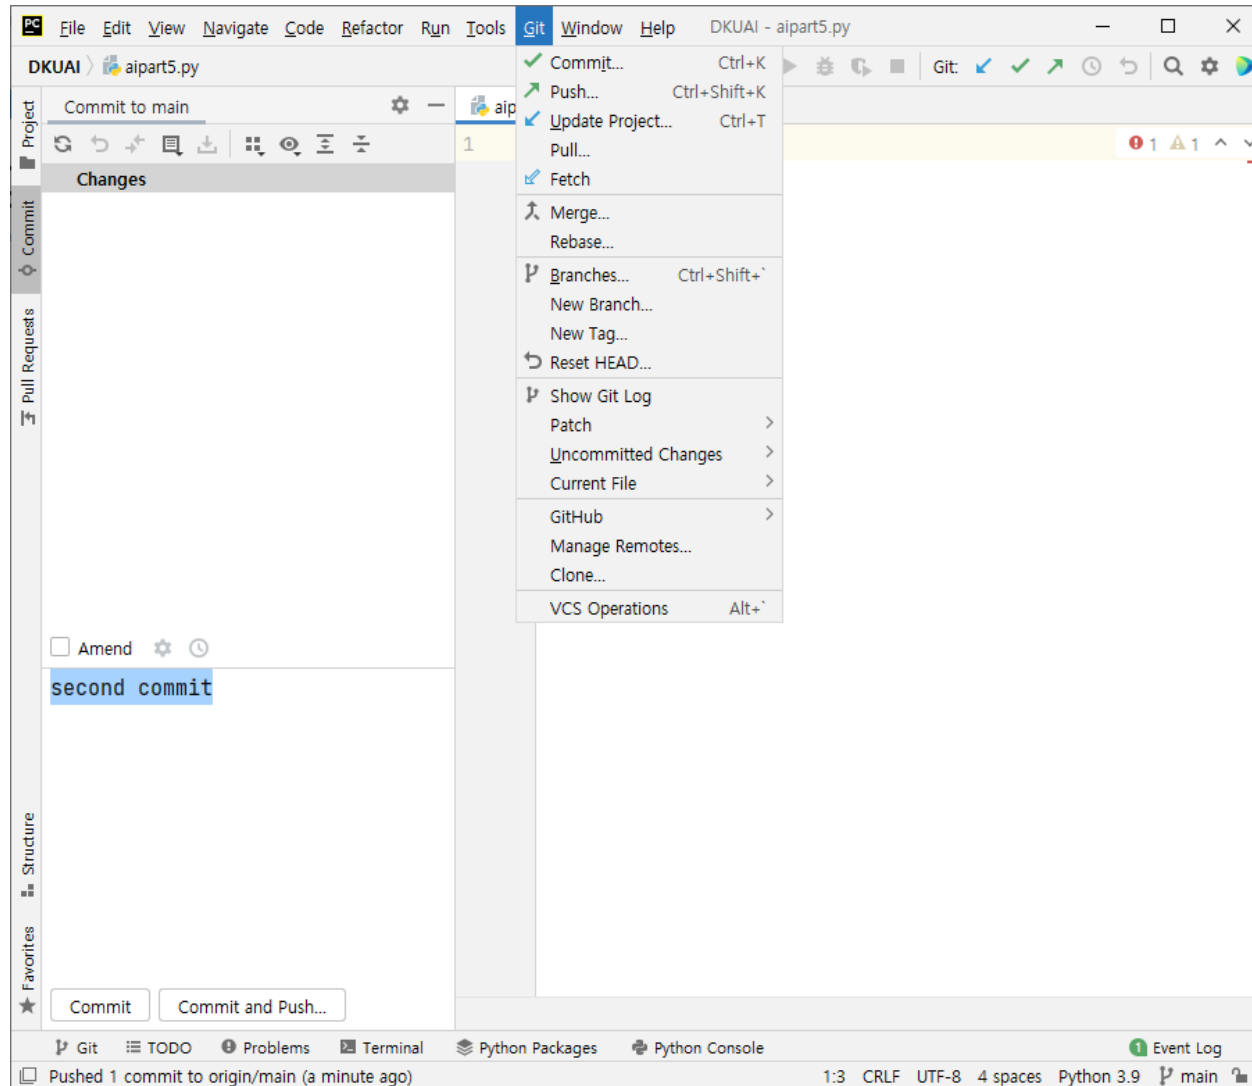 PC File Edit View Navigate Code Refactor Run Tools Git Window Help DKUAI - aipart5.py
DKUAI aipart5.py
Git:
Commit to main
aip
Changes
1
1 1
Commit... Ctrl+K
Push... Ctrl+Shift+K
Update Project... Ctrl+T
Pull...
Fetch
Merge...
Rebase...
Branches... Ctrl+Shift+`
New Branch...
New Tag...
Reset HEAD...
Show Git Log
Patch
Uncommitted Changes
Current File
GitHub
Manage Remotes...
Clone...
VCS Operations Alt+`
Project
Commit
Pull Requests
Structure
Favorites
Amend
second commit
Commit Commit and Push...
Git TODO Problems Terminal Python Packages Python Console 1 Event Log
Pushed 1 commit to origin/main (a minute ago) 1:3 CRLF UTF-8 4 spaces Python 3.9 main